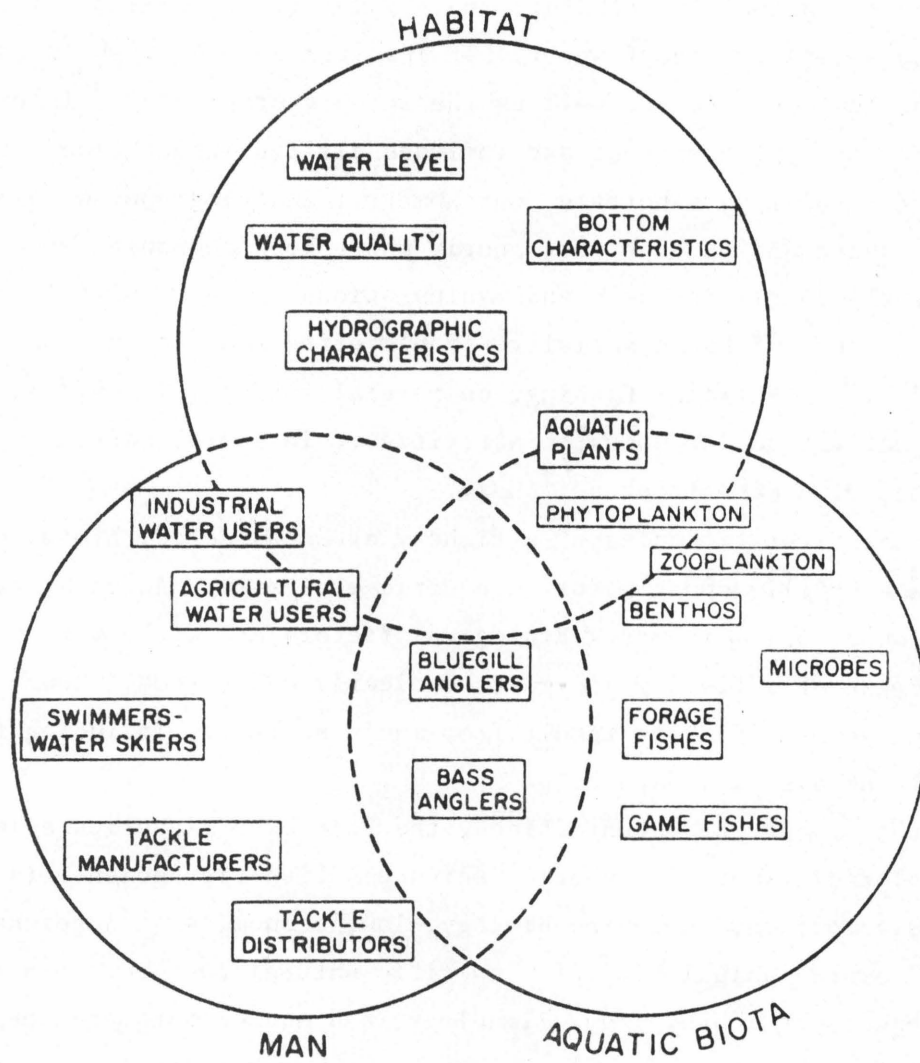 HABITAT
WATER LEVEL
WATER QUALITY
BOTTOM
CHARACTERISTICS
HYDROGRAPHIC
CHARACTERISTICS
AQUATIC
PLANTS
INDUSTRIAL
WATER USERS
PHYTOPLANKTON
ZOOPLANKTON
AGRICULTURAL
WATER USERS
BENTHOS
BLUEGILL
ANGLERS
MICROBES
SWIMMERS-
WATER SKIERS
FORAGE
FISHES
BASS
ANGLERS
GAME FISHES
TACKLE
MANUFACTURERS
TACKLE
DISTRIBUTORS
MAN
AQUATIC BIOTA